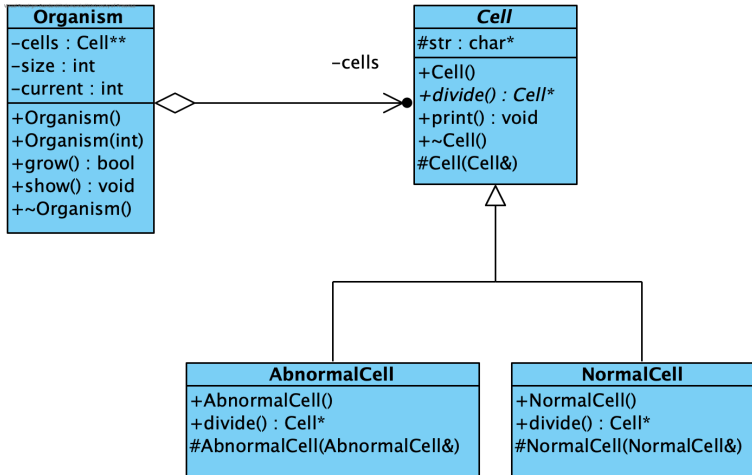 Organism
-cells : Cell**
-size : int
-current : int
+Organism()
+Organism(int)
+grow() : bool
+show() : void
+~Organism()
-cells
Cell
#str : char*
+Cell()
+divide() : Cell*
+print() : void
+~Cell()
#Cell(Cell&)
AbnormalCell
+AbnormalCell()
+divide() : Cell*
#AbnormalCell(AbnormalCell&)
NormalCell
+NormalCell()
+divide() : Cell*
#NormalCell(NormalCell&)